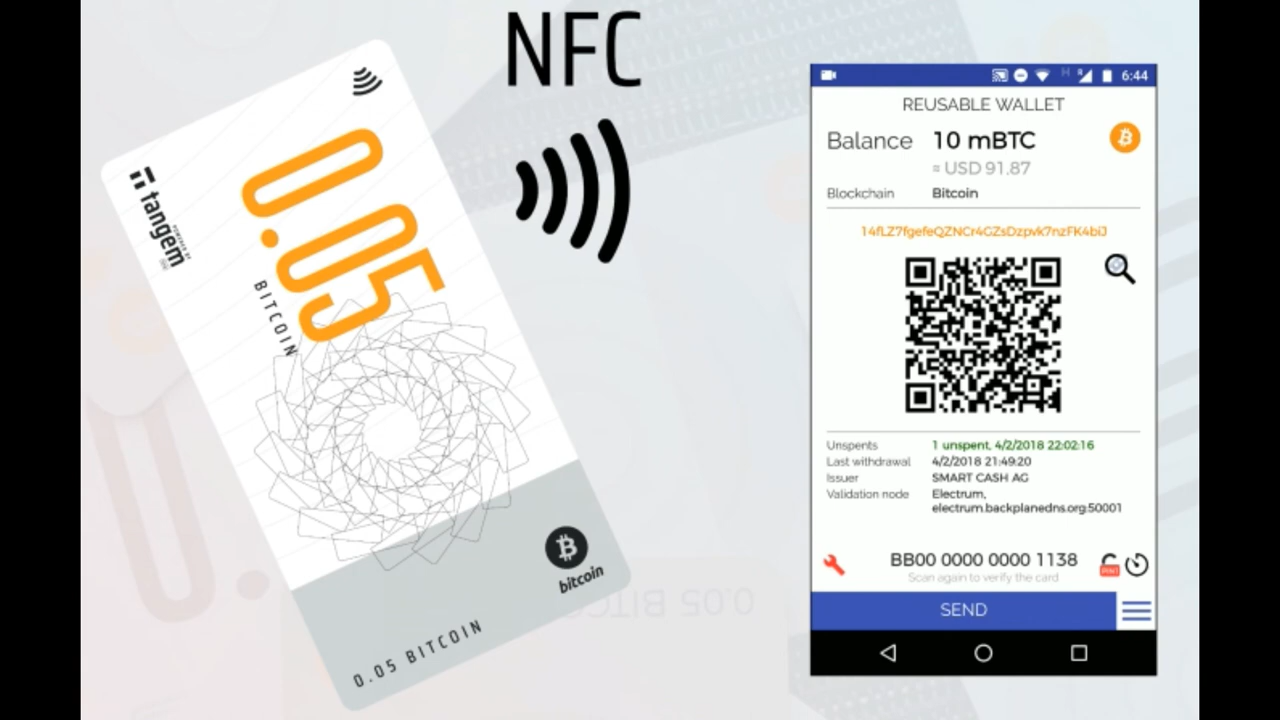 NFC
tangem
0.05
BITCOIN
bitcoin
0.05 BITCOIN
0.05 BITCOIN
6:44
REUSABLE WALLET
Balance 10 mBTC
≈ USD 91.87
Blockchain Bitcoin
14fLZ7fgefeQZNCr4GZsDzpvk7nzFK4biJ
Unspents 1 unspent, 4/2/2018 22:02:16
Last withdrawal 4/2/2018 21:49:20
Issuer SMART CASH AG
Validation node Electrum,
electrum.backplanedns.org:50001
BB00 0000 0000 1138
Scan again to verify the card
SEND